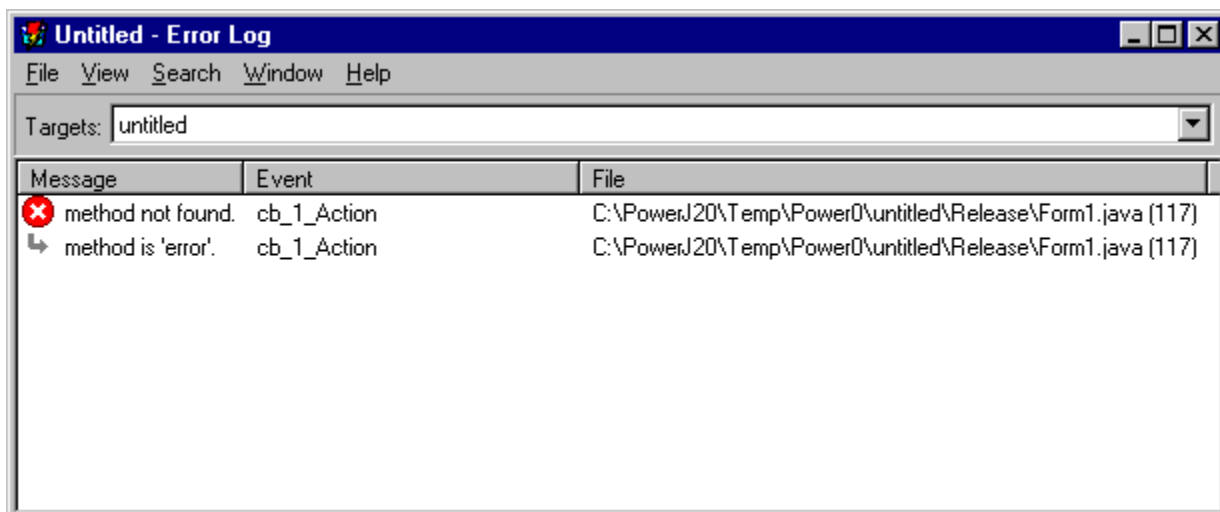 Untitled - Error Log
File View Search Window Help
Targets: untitled
Message Event File
method not found. cb_1_Action C:\PowerJ20\Temp\Power0\untitled\Release\Form1.java (117)
method is 'error'. cb_1_Action C:\PowerJ20\Temp\Power0\untitled\Release\Form1.java (117)